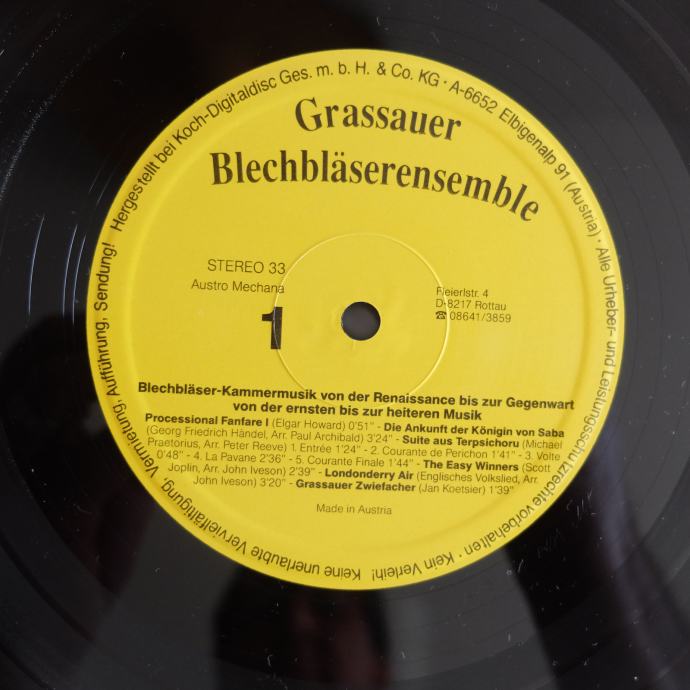 Hergestellt bei Koch-Digitaldisc Ges. m. b. H. & Co. KG · A-6652 Elbigenalp 91 (Austria) · Alle Urheber- und Leistungsschutzrechte vorbehalten · Kein Verleih! Keine unerlaubte Vervielfältigung, Vermietung, Aufführung, Sendung!
Grassauer
Blechbläserensemble
STEREO 33
Austro Mechana
1
Fleierlstr. 4
D-8217 Rottau
☎ 08641/3859
Blechbläser-Kammermusik von der Renaissance bis zur Gegenwart
von der ernsten bis zur heiteren Musik
Processional Fanfare I (Elgar Howard) 0'51" - Die Ankunft der Königin von Saba
(Georg Friedrich Händel, Arr. Paul Archibald) 3'24" - Suite aus Terpsichoru (Michael
Praetorius, Arr. Peter Reeve) 1. Entrée 1'24" - 2. Courante de Perichon 1'41" - 3. Volte
0'48" - 4. La Pavane 2'36" - 5. Courante Finale 1'44" - The Easy Winners (Scott
Joplin, Arr. John Iveson) 2'39" - Londonderry Air (Englisches Volkslied, Arr.
John Iveson) 3'20" - Grassauer Zwiefacher (Jan Koetsier) 1'39"
Made in Austria